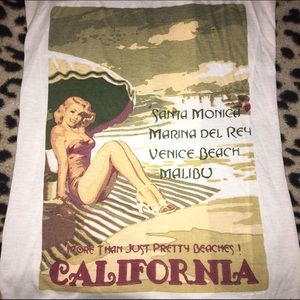 Santa Monica
Marina del Rey
Venice Beach
Malibu
More Than Just Pretty Beaches !
CALIFORNIA